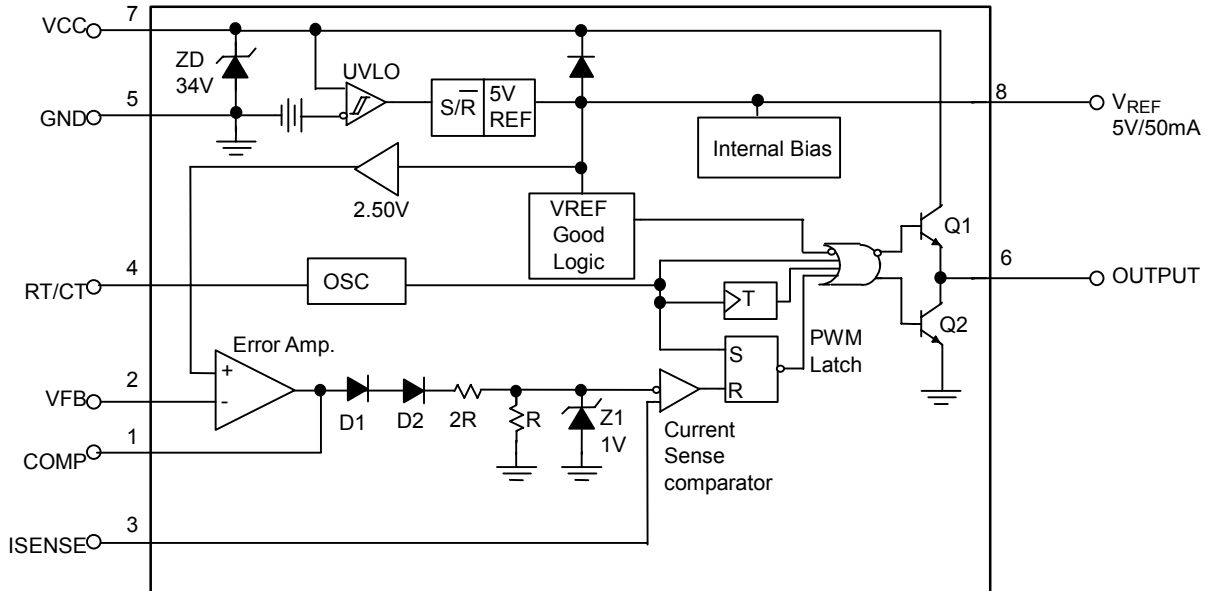 VCC
7
ZD
34V
UVLO
S/R̅
5V
REF
GND
5
8
VREF
5V/50mA
Internal Bias
2.50V
VREF
Good
Logic
Q1
4
RT/CT
OSC
6
OUTPUT
T
Q2
Error Amp.
PWM
Latch
S
R
+
-
2
VFB
D1
D2
2R
R
Z1
1V
Current
Sense
comparator
1
COMP
3
ISENSE